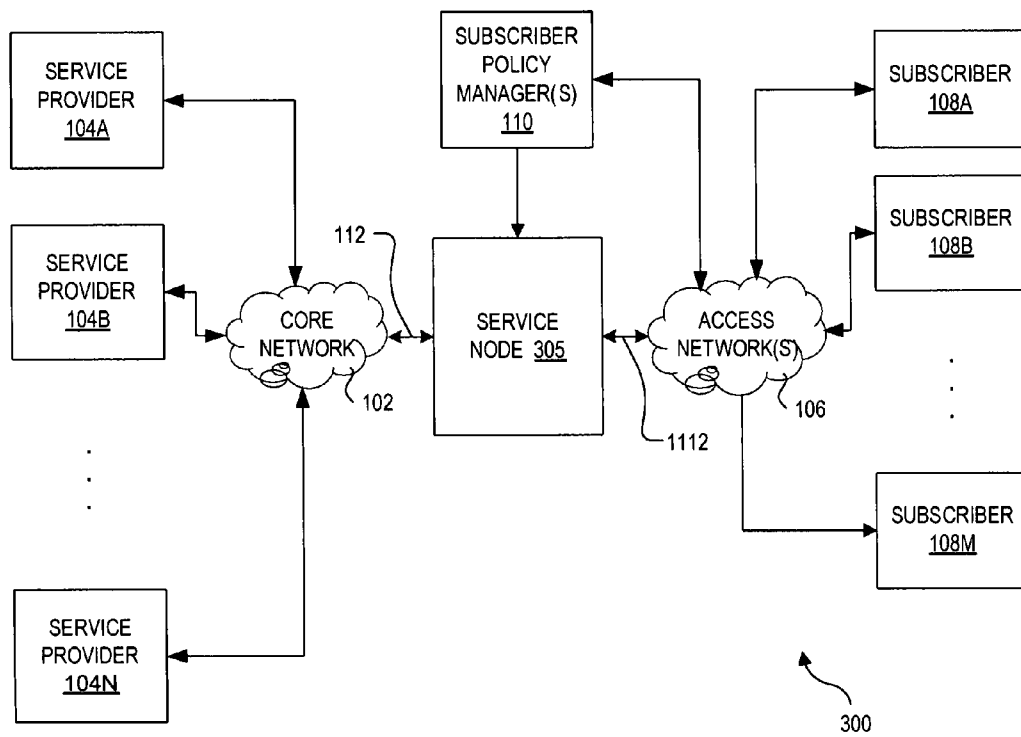 SERVICE
PROVIDER
104A
SUBSCRIBER
POLICY
MANAGER(S)
110
SUBSCRIBER
108A
SERVICE
PROVIDER
104B
112
CORE
NETWORK
102
SERVICE
NODE 305
1112
ACCESS
NETWORK(S)
106
SUBSCRIBER
108B
SUBSCRIBER
108M
SERVICE
PROVIDER
104N
300